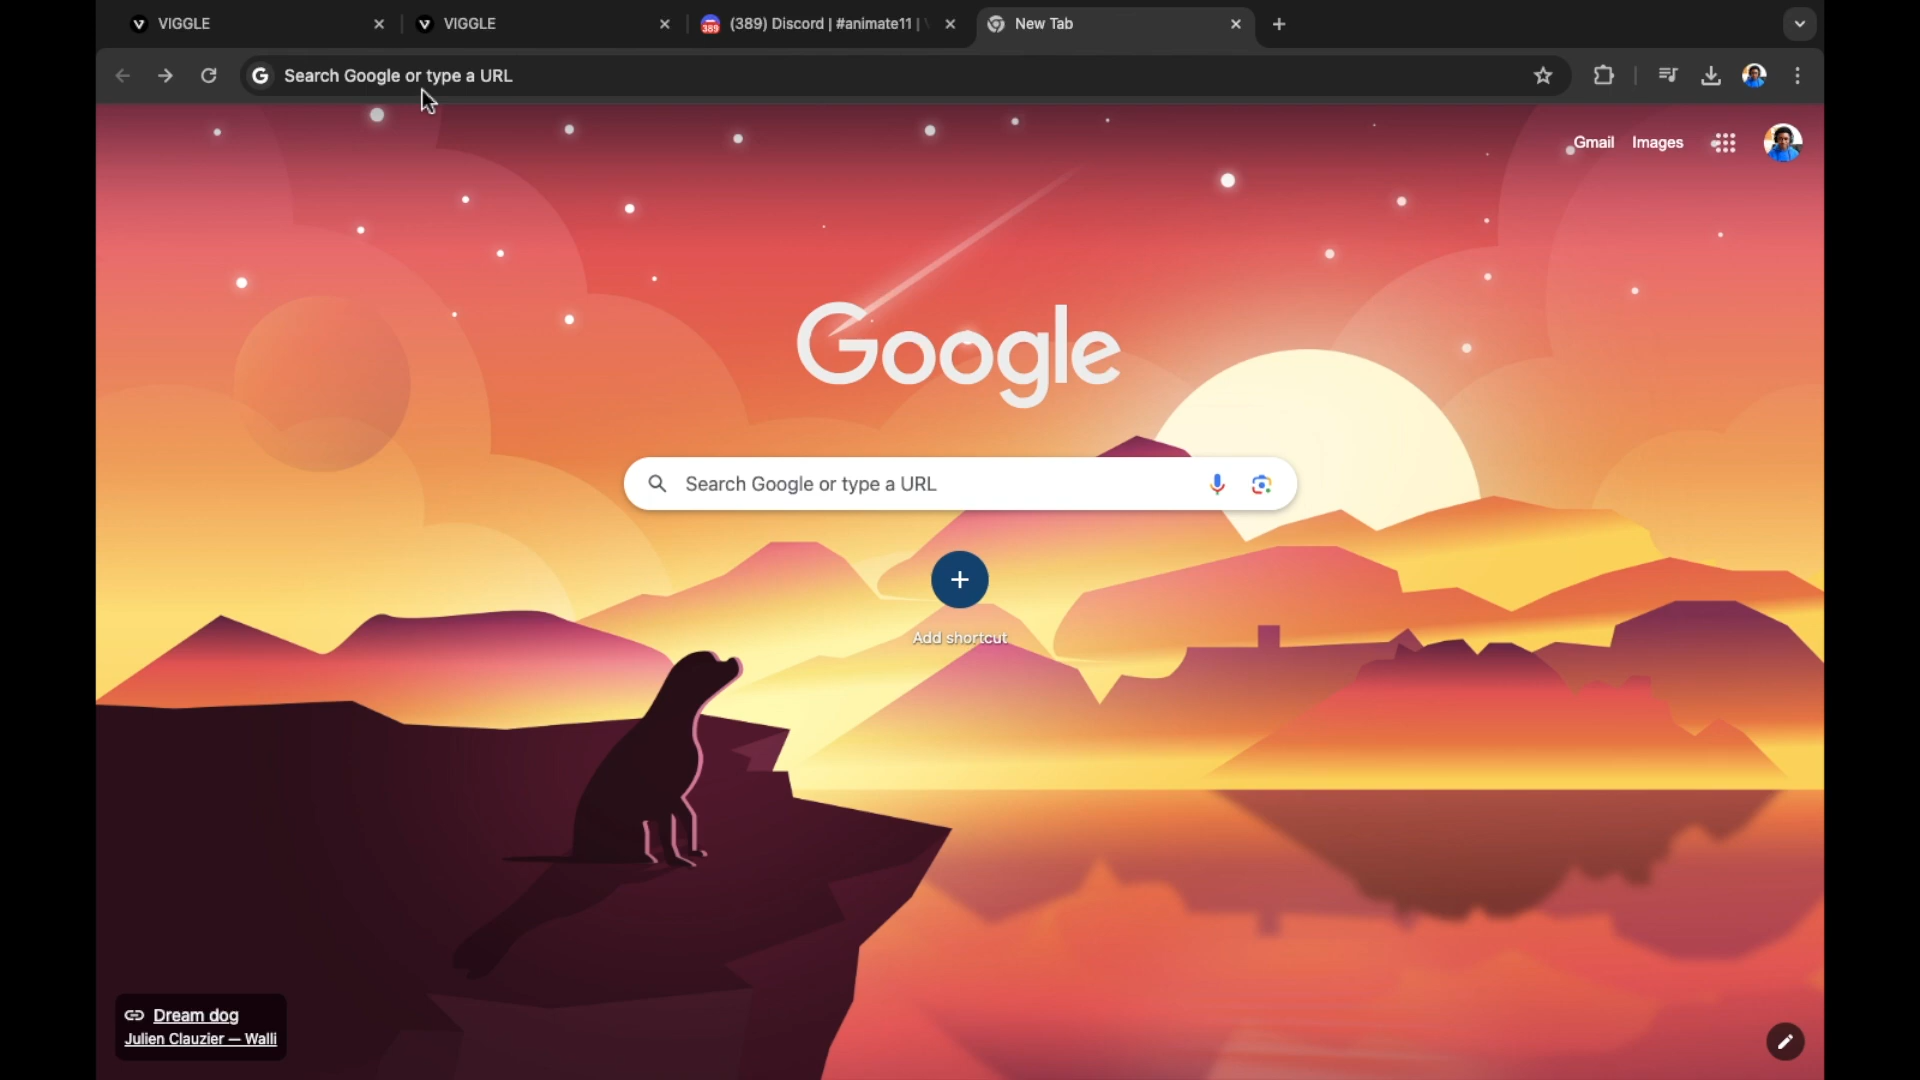 VIGGLE
VIGGLE
389
(389) Discord | #animate11 |
New Tab
G
Search Google or type a URL
Gmail
Images
Google
Search Google or type a URL
Add shortcut
Dream dog
Julien Clauzier — Walli